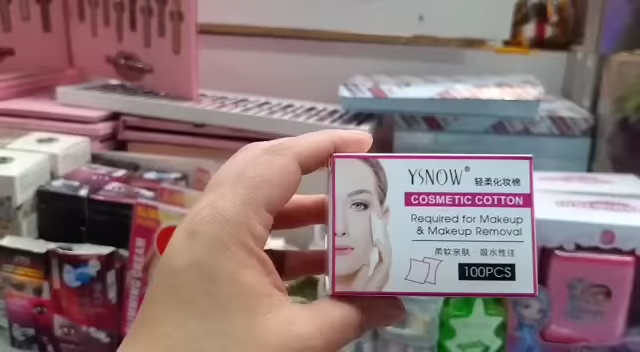 YSNOW®
轻柔化妆棉
COSMETIC COTTON
Required for Makeup
& Makeup Removal
柔软亲肤 · 吸水性佳
100PCS